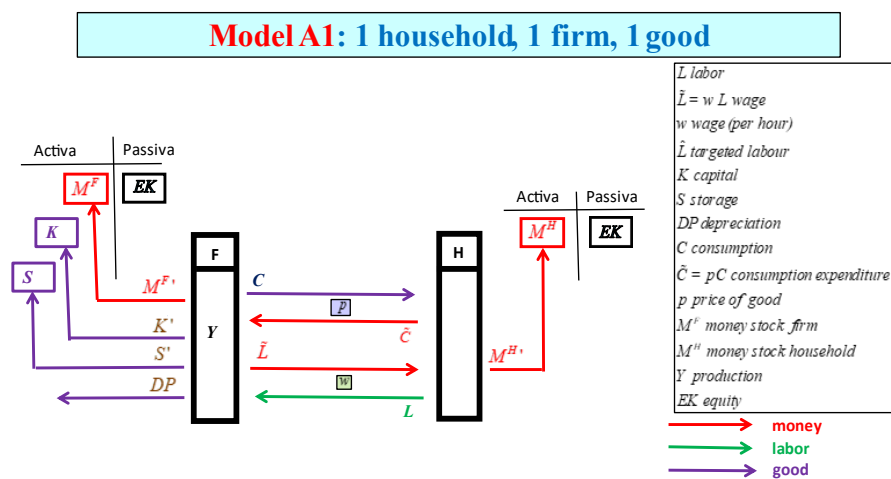 Model A1: 1 household, 1 firm, 1 good
L labor
L̃ = w L wage
w wage (per hour)
L̂ targeted labour
K capital
S storage
DP depreciation
C consumption
C̃ = pC consumption expenditure
p price of good
M^F money stock firm
M^H money stock household
Y production
EK equity
Activa Passiva
M^F EK
K
S
Activa Passiva
M^H EK
F
H
M^F'
C
p
K'
Y
C̃
S'
L̃
M^H'
DP
w
L
money
labor
good